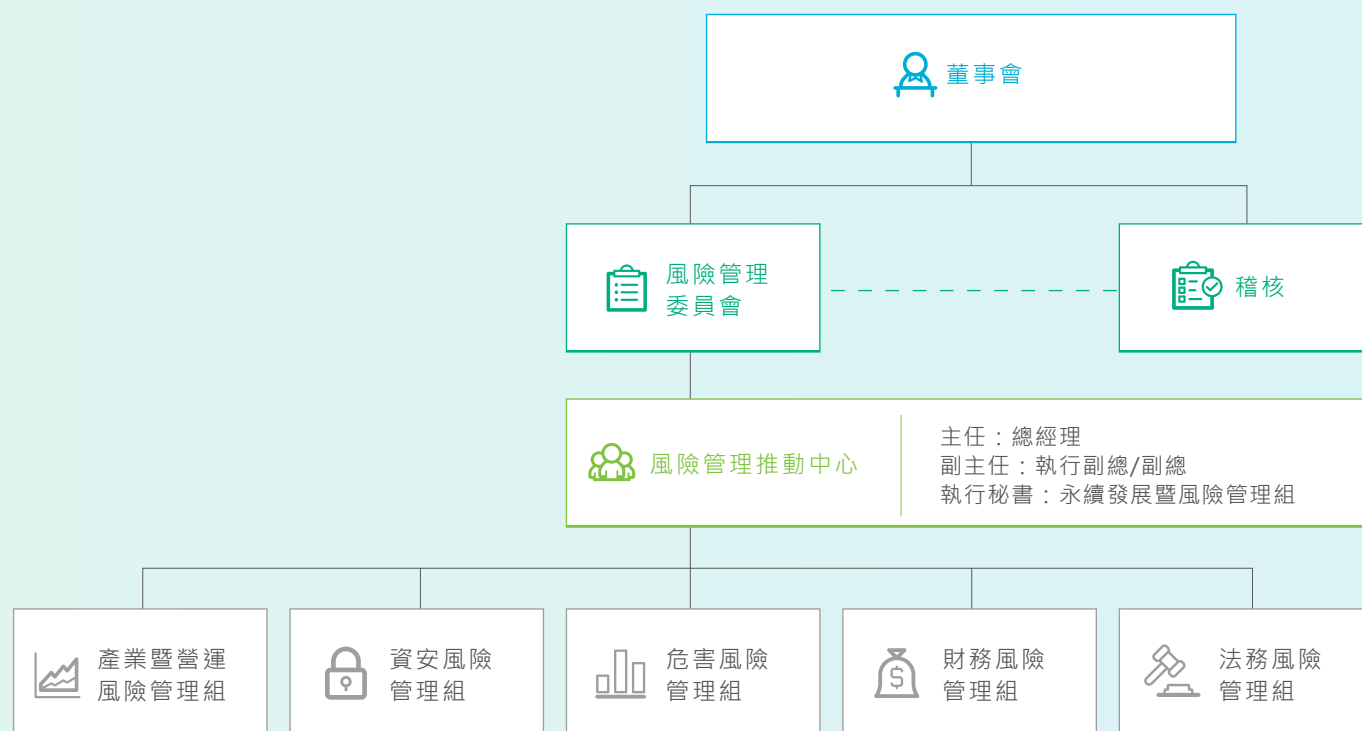 董事會
風險管理
委員會
稽核
風險管理推動中心
主任：總經理
副主任：執行副總/副總
執行秘書：永續發展暨風險管理組
產業暨營運
風險管理組
資安風險
管理組
危害風險
管理組
財務風險
管理組
法務風險
管理組